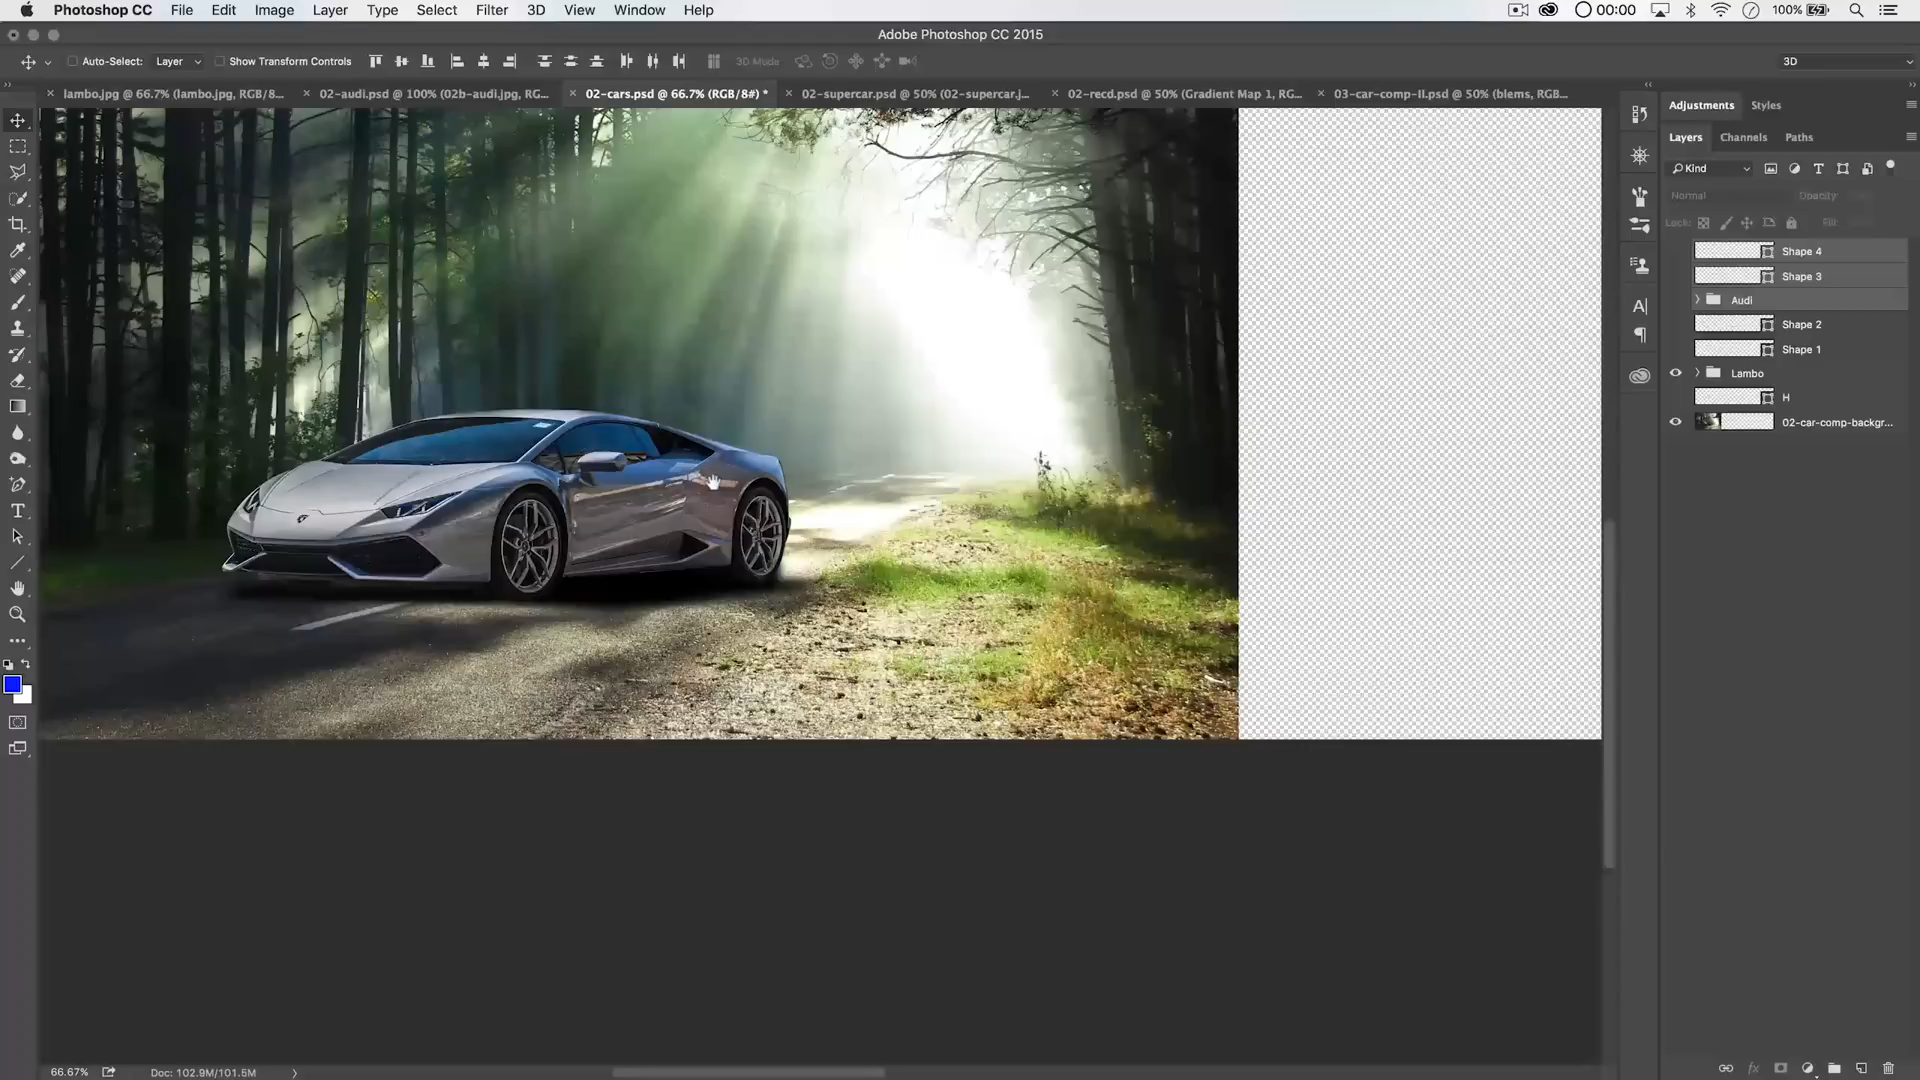 Photoshop CC File Edit Image Layer Type Select Filter 3D View Window Help 00:00 100%
Adobe Photoshop CC 2015
Auto-Select: Layer Show Transform Controls 3D Mode 3D
lambo.jpg @ 66.7% (lambo.jpg, RGB/8... 02-audi.psd @ 100% (02b-audi.jpg, RG... 02-cars.psd @ 66.7% (RGB/8#) * 02-supercar.psd @ 50% (02-supercar.j... 02-recd.psd @ 50% (Gradient Map 1, RG... 03-car-comp-II.psd @ 50% (blems, RGB...
Adjustments Styles
Layers Channels Paths
Kind
Normal Opacity:
Lock: Fill:
Shape 4
Shape 3
Audi
Shape 2
Shape 1
Lambo
H
02-car-comp-backgr...
66.67% Doc: 102.9M/101.5M